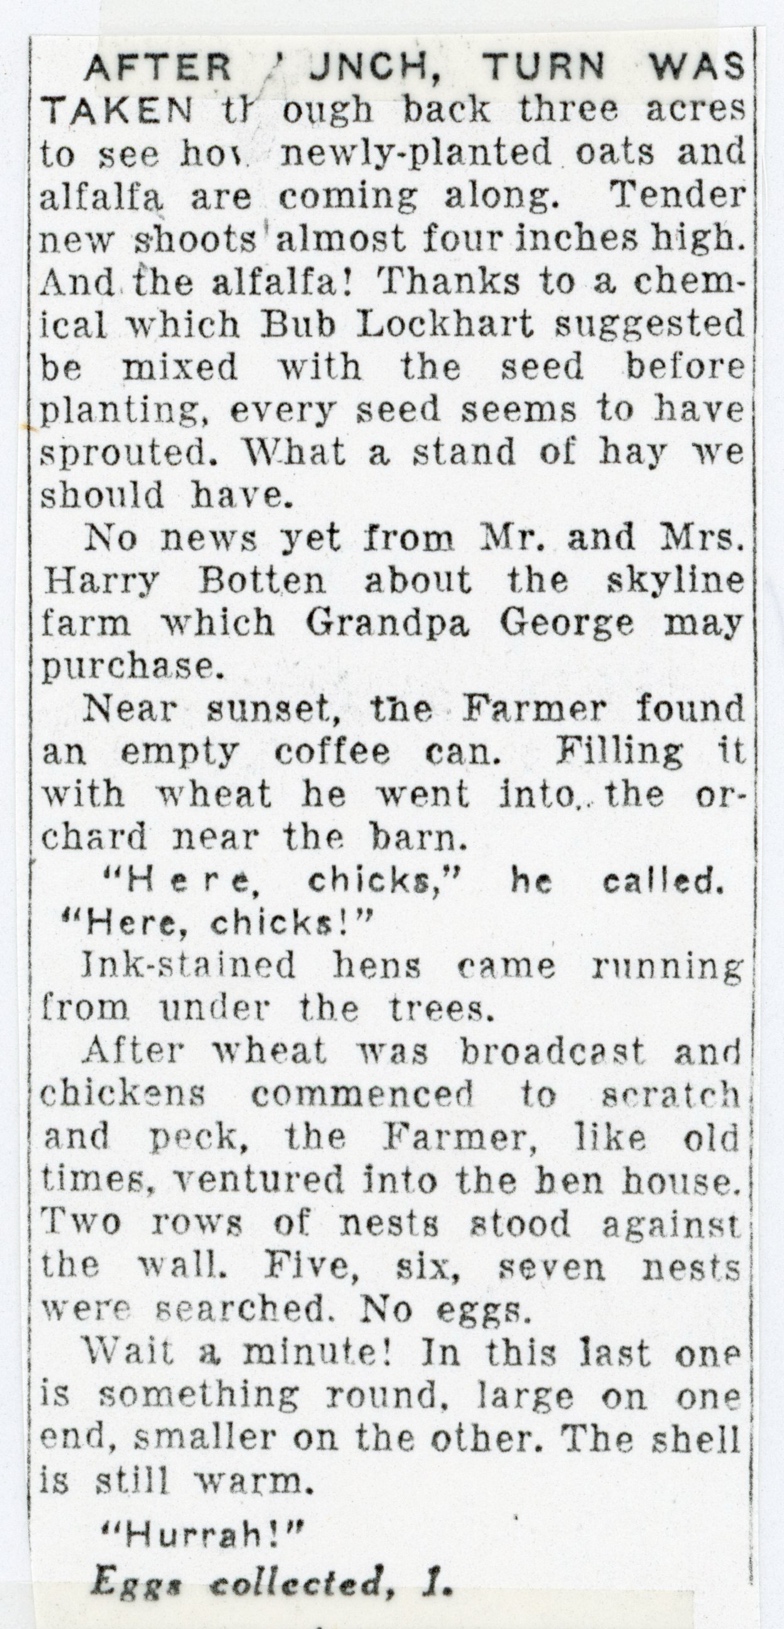 AFTER LUNCH, TURN WAS
TAKEN through back three acres
to see how newly-planted oats and
alfalfa are coming along. Tender
new shoots almost four inches high.
And the alfalfa! Thanks to a chem-
ical which Bub Lockhart suggested
be mixed with the seed before
planting, every seed seems to have
sprouted. What a stand of hay we
should have.
No news yet from Mr. and Mrs.
Harry Botten about the skyline
farm which Grandpa George may
purchase.
Near sunset, the Farmer found
an empty coffee can. Filling it
with wheat he went into the or-
chard near the barn.
"Here, chicks," he called.
"Here, chicks!"
Ink-stained hens came running
from under the trees.
After wheat was broadcast and
chickens commenced to scratch
and peck, the Farmer, like old
times, ventured into the hen house.
Two rows of nests stood against
the wall. Five, six, seven nests
were searched. No eggs.
Wait a minute! In this last one
is something round, large on one
end, smaller on the other. The shell
is still warm.
"Hurrah!"
Eggs collected, 1.